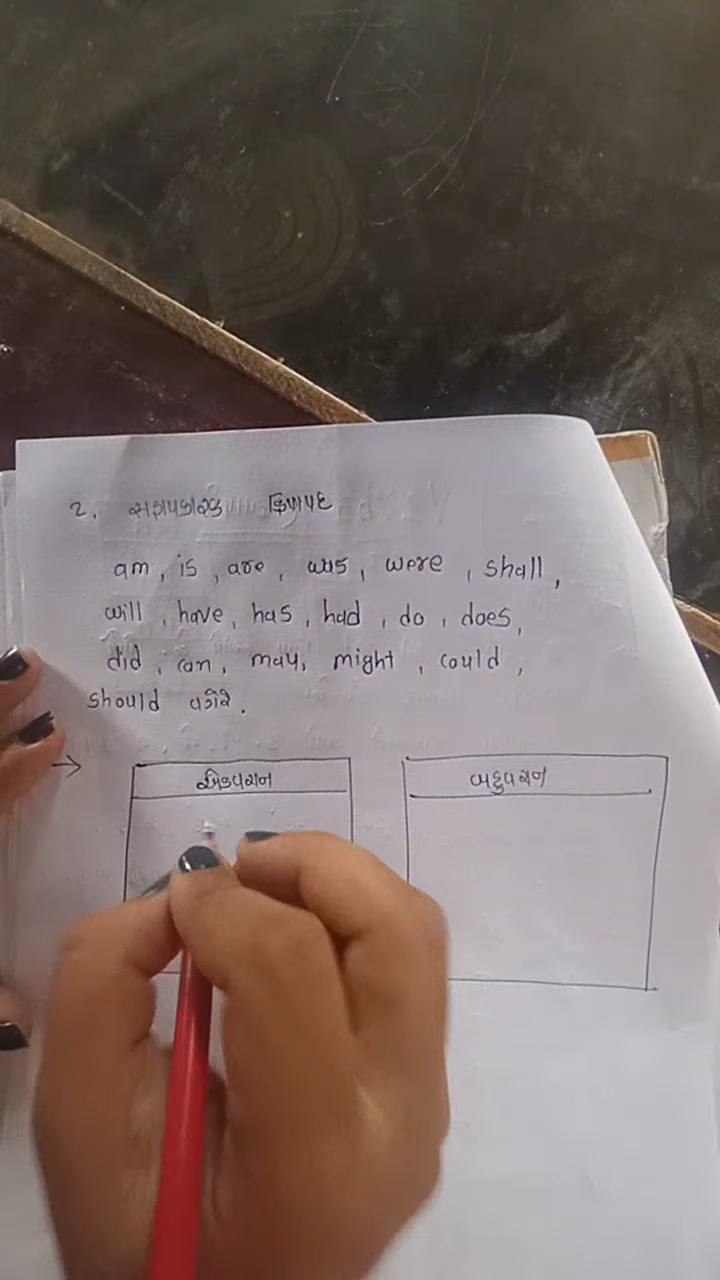 2. સહાયકારક ક્રિયાપદ
am, is, are, was, were, shall,
will, have, has, had, do, does,
did, can, may, might, could,
should વગેરે.
→ એકવચન બહુવચન